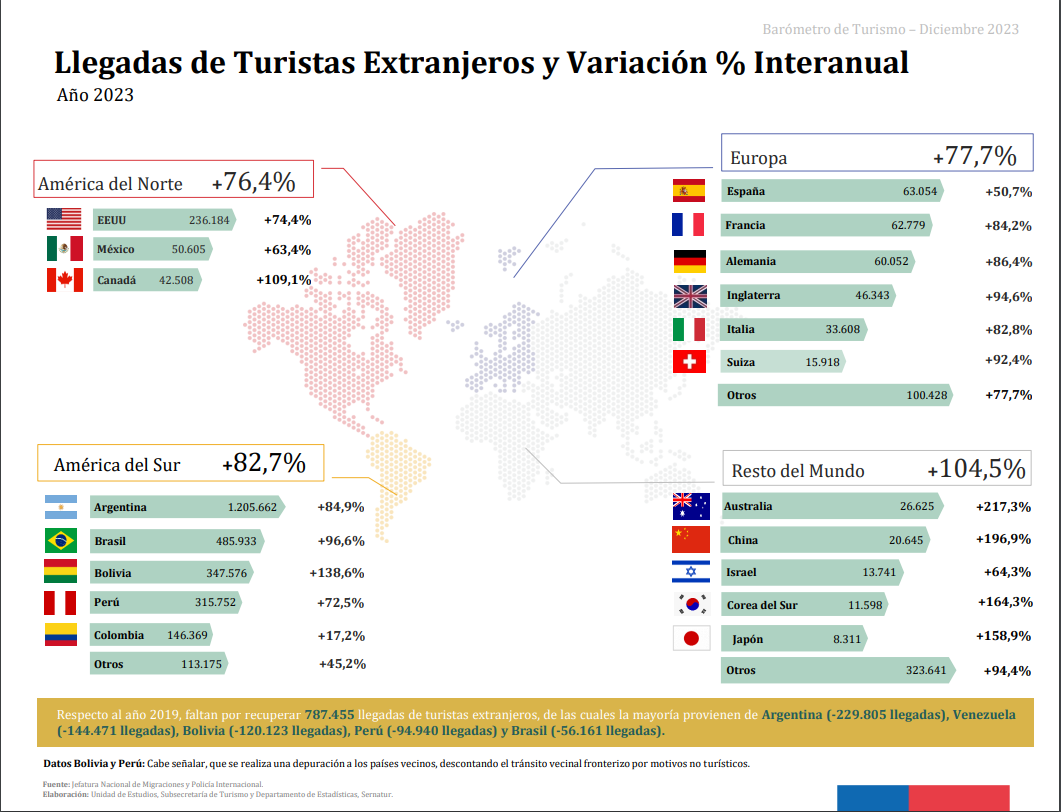 Barómetro de Turismo – Diciembre 2023
Llegadas de Turistas Extranjeros y Variación % Interanual
Año 2023
América del Norte +76,4%
EEUU 236.184 +74,4%
México 50.605 +63,4%
Canadá 42.508 +109,1%
Europa +77,7%
España 63.054 +50,7%
Francia 62.779 +84,2%
Alemania 60.052 +86,4%
Inglaterra 46.343 +94,6%
Italia 33.608 +82,8%
Suiza 15.918 +92,4%
Otros 100.428 +77,7%
América del Sur +82,7%
Argentina 1.205.662 +84,9%
Brasil 485.933 +96,6%
Bolivia 347.576 +138,6%
Perú 315.752 +72,5%
Colombia 146.369 +17,2%
Otros 113.175 +45,2%
Resto del Mundo +104,5%
Australia 26.625 +217,3%
China 20.645 +196,9%
Israel 13.741 +64,3%
Corea del Sur 11.598 +164,3%
Japón 8.311 +158,9%
Otros 323.641 +94,4%
Respecto al año 2019, faltan por recuperar 787.455 llegadas de turistas extranjeros, de las cuales la mayoría provienen de Argentina (-229.805 llegadas), Venezuela
(-144.471 llegadas), Bolivia (-120.123 llegadas), Perú (-94.940 llegadas) y Brasil (-56.161 llegadas).
Datos Bolivia y Perú: Cabe señalar, que se realiza una depuración a los países vecinos, descontando el tránsito vecinal fronterizo por motivos no turísticos.
Fuente: Jefatura Nacional de Migraciones y Policía Internacional.
Elaboración: Unidad de Estudios, Subsecretaría de Turismo y Departamento de Estadísticas, Sernatur.